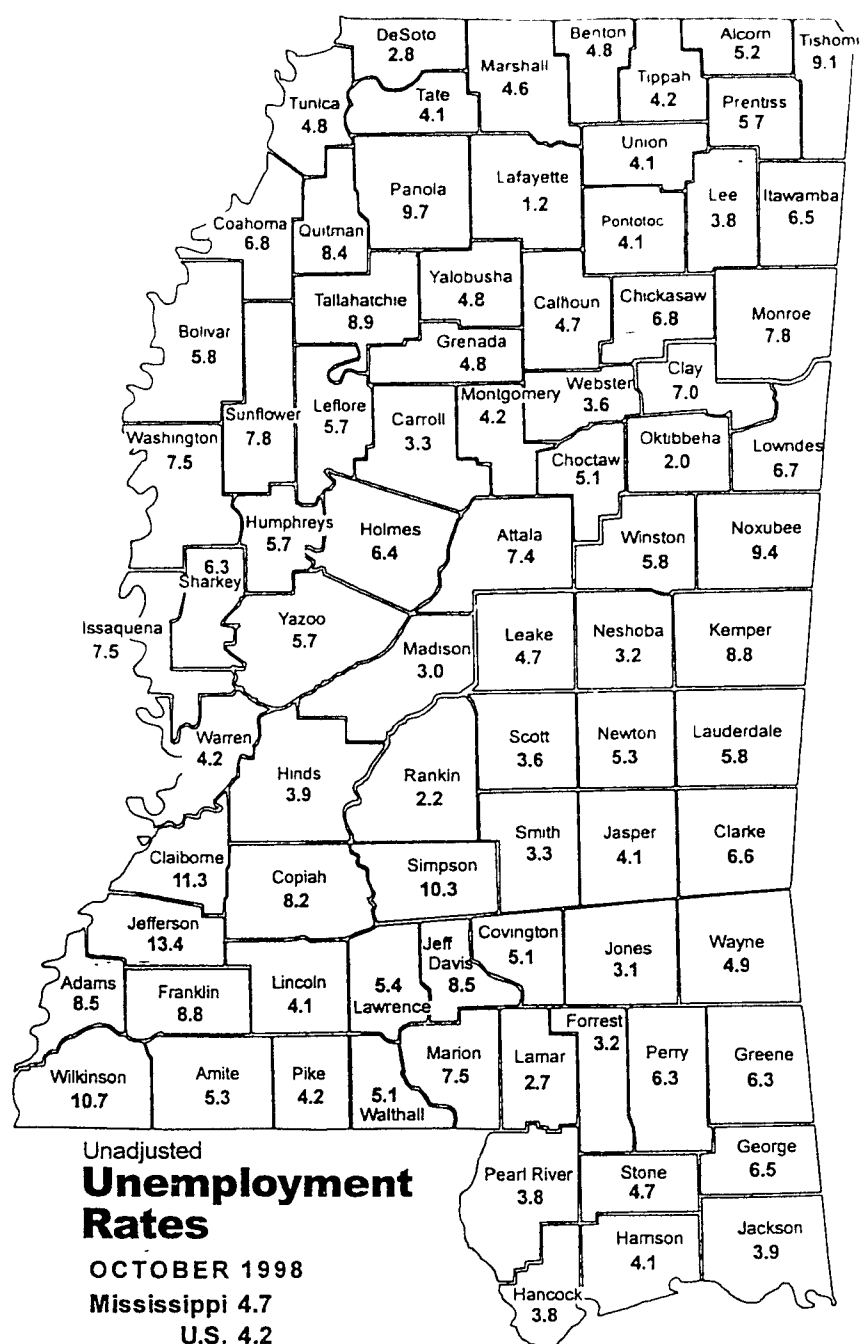 DeSoto
2.8
Benton
4.8
Alcorn
5.2
Tishomi
9.1
Marshall
4.6
Tippah
4.2
Tunica
4.8
Tate
4.1
Prentiss
5.7
Union
4.1
Panola
9.7
Lafayette
1.2
Lee
3.8
Itawamba
6.5
Coahoma
6.8
Quitman
8.4
Pontotoc
4.1
Tallahatchie
8.9
Yalobusha
4.8
Calhoun
4.7
Chickasaw
6.8
Monroe
7.8
Bolivar
5.8
Grenada
4.8
Clay
7.0
Sunflower
7.8
Leflore
5.7
Carroll
3.3
Montgomery
4.2
Webster
3.6
Washington
7.5
Choctaw
5.1
Oktibbeha
2.0
Lowndes
6.7
Humphreys
5.7
Holmes
6.4
Attala
7.4
Winston
5.8
Noxubee
9.4
6.3
Sharkey
Issaquena
7.5
Yazoo
5.7
Madison
3.0
Leake
4.7
Neshoba
3.2
Kemper
8.8
Warren
4.2
Hinds
3.9
Rankin
2.2
Scott
3.6
Newton
5.3
Lauderdale
5.8
Claiborne
11.3
Copiah
8.2
Simpson
10.3
Smith
3.3
Jasper
4.1
Clarke
6.6
Jefferson
13.4
Adams
8.5
Franklin
8.8
Lincoln
4.1
5.4
Lawrence
Jeff
Davis
8.5
Covington
5.1
Jones
3.1
Wayne
4.9
Wilkinson
10.7
Amite
5.3
Pike
4.2
5.1
Walthall
Marion
7.5
Lamar
2.7
Forrest
3.2
Perry
6.3
Greene
6.3
Pearl River
3.8
Stone
4.7
George
6.5
Hancock
3.8
Harrison
4.1
Jackson
3.9
Unadjusted
Unemployment
Rates
OCTOBER 1998
Mississippi 4.7
U.S. 4.2